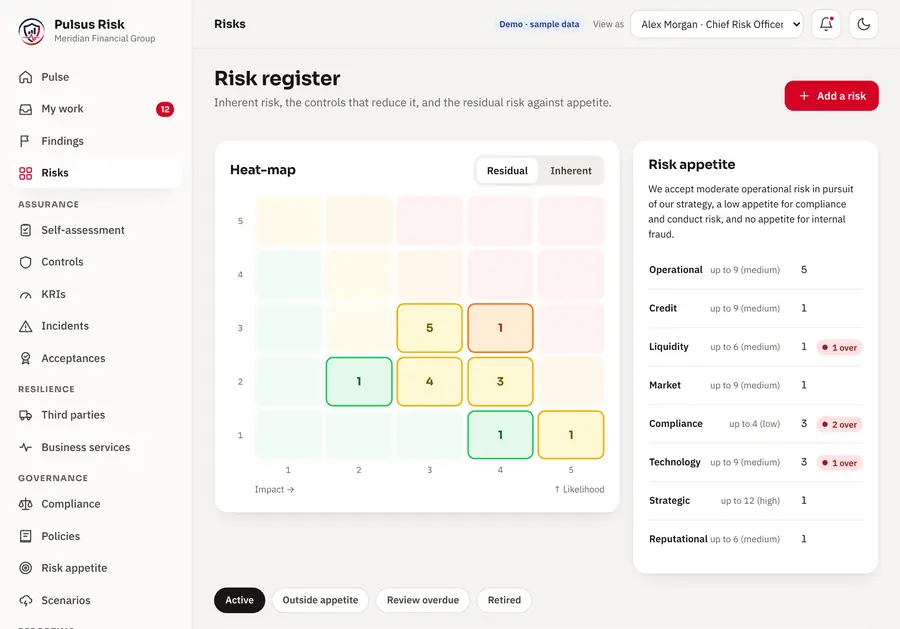 Pulsus Risk
Meridian Financial Group
Pulse
My work 12
Findings
Risks
ASSURANCE
Self-assessment
Controls
KRIs
Incidents
Acceptances
RESILIENCE
Third parties
Business services
GOVERNANCE
Compliance
Policies
Risk appetite
Scenarios
Risks
Demo · sample data
View as
Alex Morgan · Chief Risk Officer
Risk register
Inherent risk, the controls that reduce it, and the residual risk against appetite.
+ Add a risk
Heat-map
Residual Inherent
5
4
3 5 1
2 1 4 3
1 1 1
1 2 3 4 5
Impact → ↑ Likelihood
Risk appetite
We accept moderate operational risk in pursuit
of our strategy, a low appetite for compliance
and conduct risk, and no appetite for internal
fraud.
Operational up to 9 (medium) 5
Credit up to 9 (medium) 1
Liquidity up to 6 (medium) 1 1 over
Market up to 9 (medium) 1
Compliance up to 4 (low) 3 2 over
Technology up to 9 (medium) 3 1 over
Strategic up to 12 (high) 1
Reputational up to 6 (medium) 1
Active Outside appetite Review overdue Retired